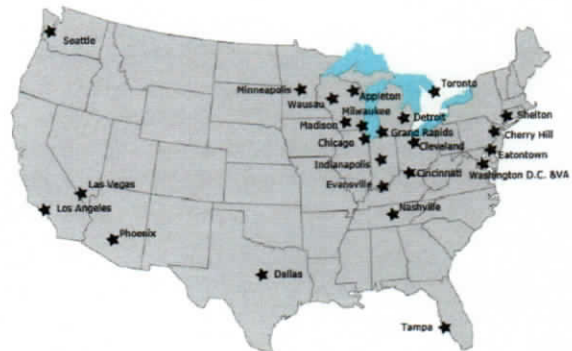 Seattle
Toronto
Minneapolis
Appleton
Wausau
Milwaukee
Shelton
Madison
Detroit
Grand Rapids
Cherry Hill
Chicago
Cleveland
Eatontown
Indianapolis
Cincinnati
Washington D.C. &VA
Las Vegas
Evansville
Los Angeles
Nashville
Phoenix
Dallas
Tampa